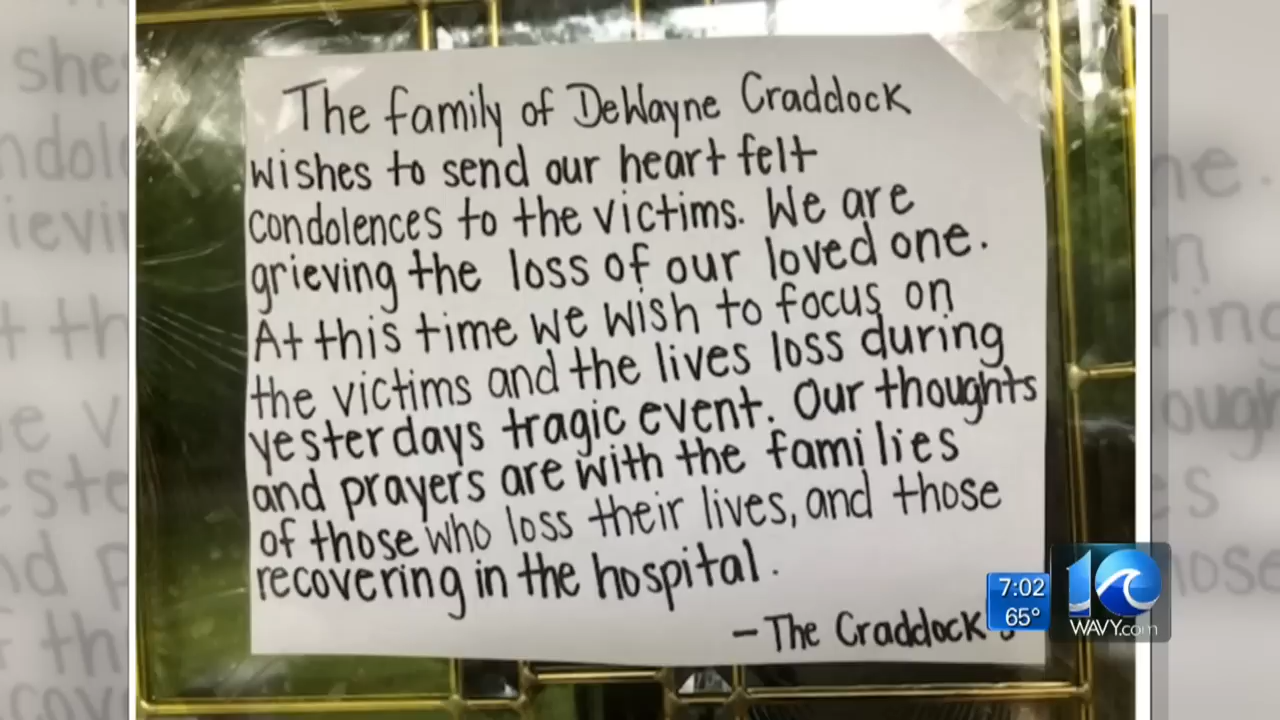 The family of DeWayne Craddock
wishes to send our heart felt
condolences to the victims. We are
grieving the loss of our loved one.
At this time we wish to focus on
the victims and the lives loss during
yesterdays tragic event. Our thoughts
and prayers are with the families
of those who loss their lives, and those
recovering in the hospital.
- The Craddock's
7:02
65°
10
WAVY.com